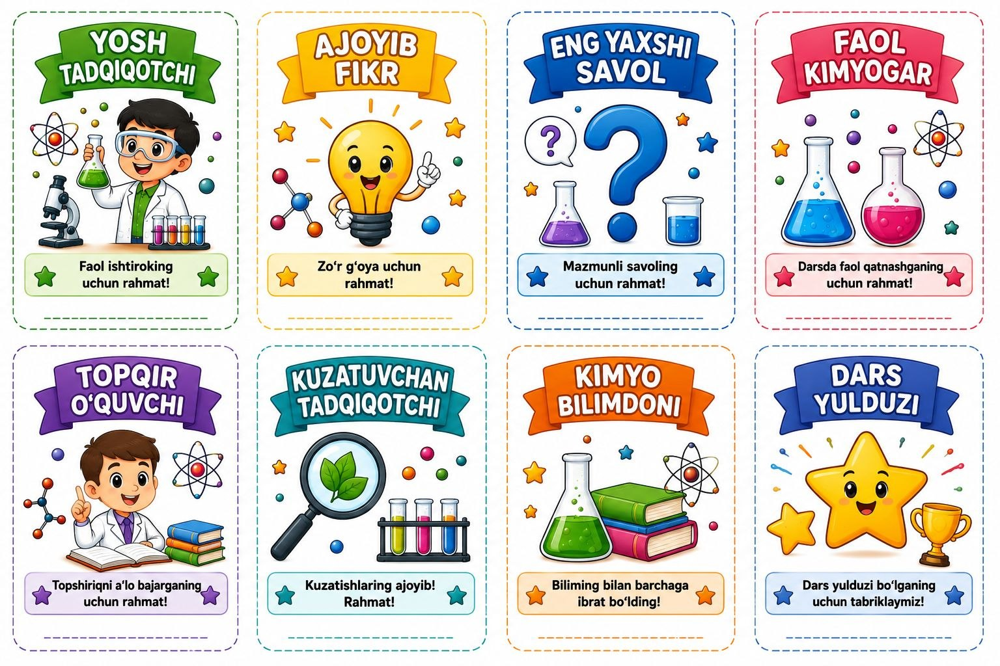 YOSH
TADQIQOTCHI
Faol ishtiroking
uchun rahmat!
AJOYIB
FIKR
Zo‘r g‘oya uchun
rahmat!
ENG YAXSHI
SAVOL
?
?
Mazmunli savoling
uchun rahmat!
FAOL
KIMYOGAR
Darsda faol qatnashganing
uchun rahmat!
TOPQIR
O‘QUVCHI
Topshiriqni a‘lo bajarganing
uchun rahmat!
KUZATUVCHAN
TADQIQOTCHI
Kuzatishlaring ajoyib!
Rahmat!
KIMYO
BILIMDONI
Biliming bilan barchaga
ibrat bo‘lding!
DARS
YULDUZI
Dars yulduzi bo‘lganing
uchun tabriklaymiz!